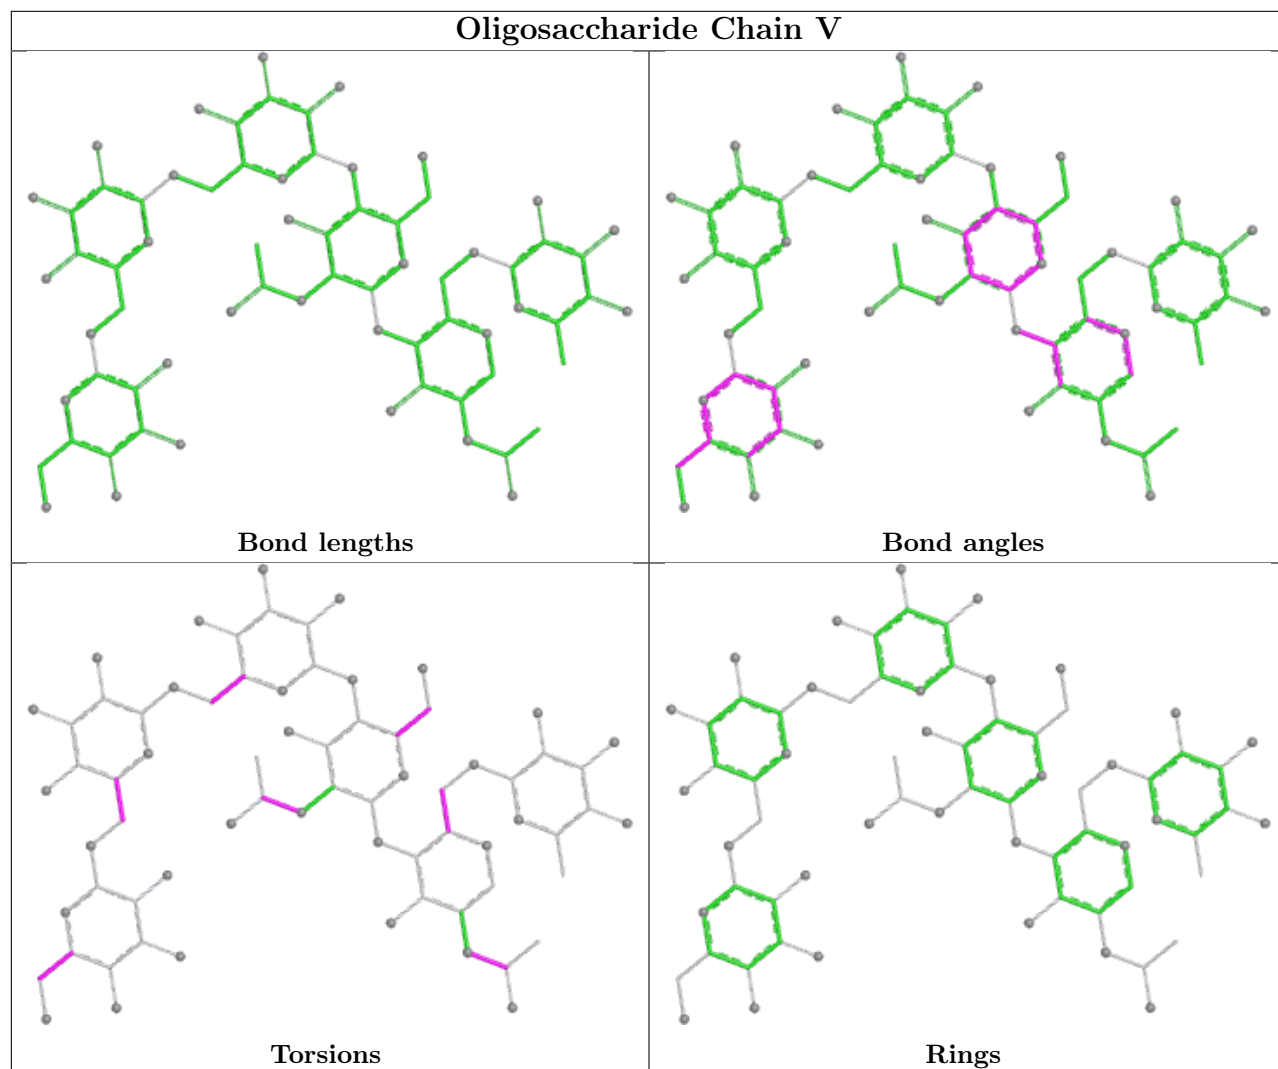 Oligosaccharide Chain V
Bond lengths
Bond angles
Torsions
Rings